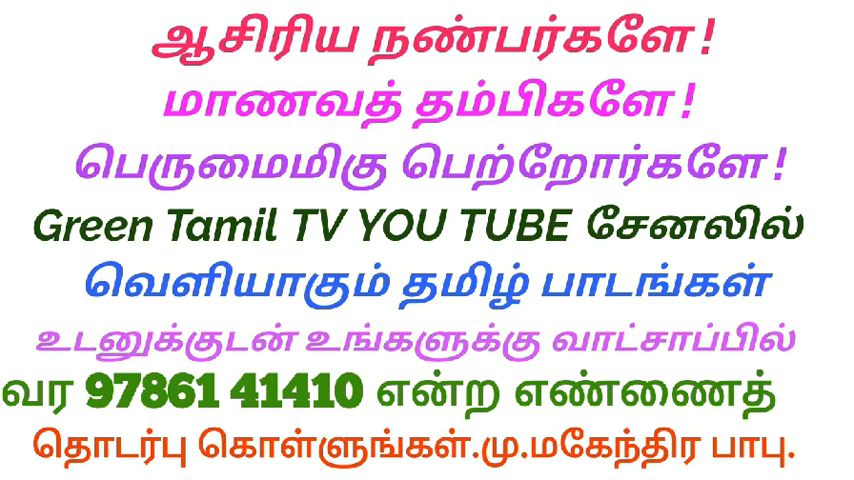 ஆசிரிய நண்பர்களே!
மாணவத் தம்பிகளே!
பெருமைமிகு பெற்றோர்களே!
Green Tamil TV YOU TUBE சேனலில்
வெளியாகும் தமிழ் பாடங்கள்
உடனுக்குடன் உங்களுக்கு வாட்சாப்பில்
வர 97861 41410 என்ற எண்ணைத்
தொடர்பு கொள்ளுங்கள்.மு.மகேந்திர பாபு.